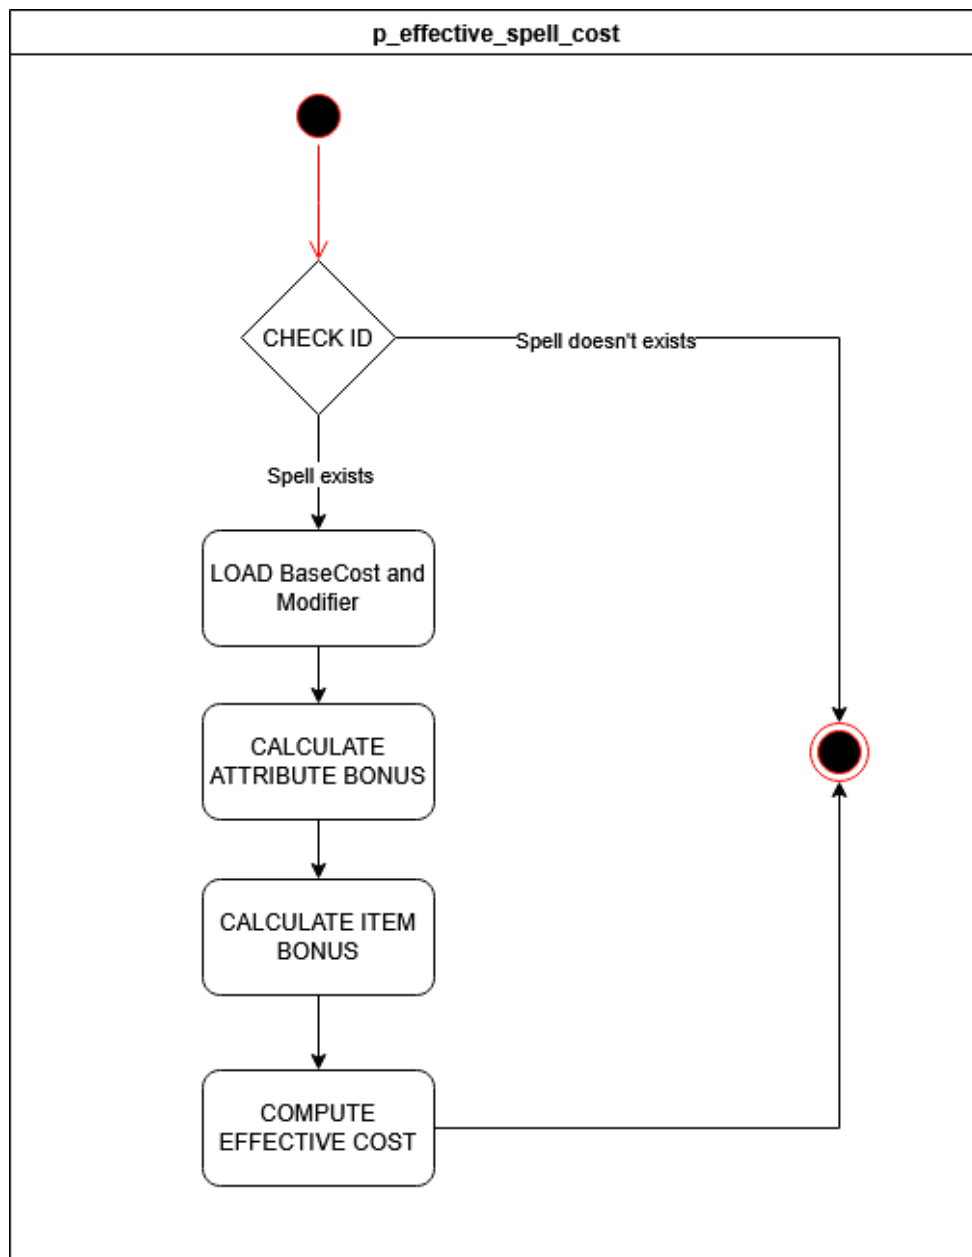 p_effective_spell_cost
CHECK ID
Spell doesn't exists
Spell exists
LOAD BaseCost and
Modifier
CALCULATE
ATTRIBUTE BONUS
CALCULATE ITEM
BONUS
COMPUTE
EFFECTIVE COST